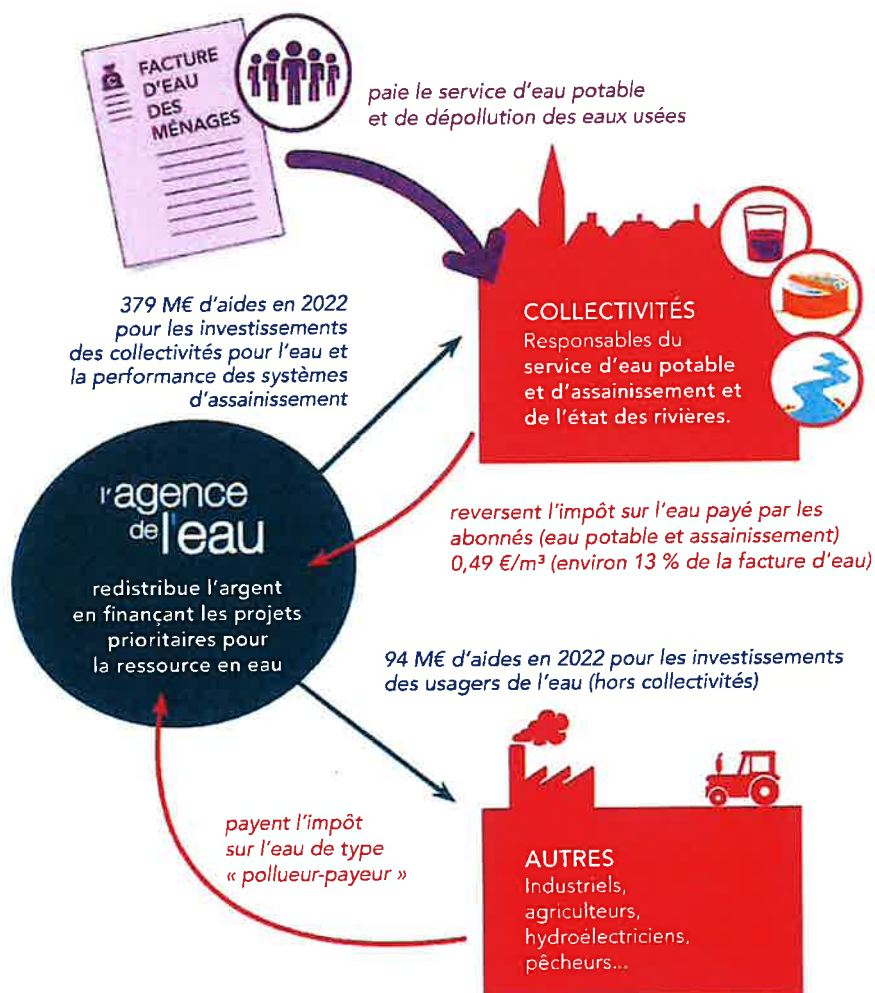 FACTURE
D'EAU
DES
MÉNAGES
paie le service d'eau potable
et de dépollution des eaux usées
379 M€ d'aides en 2022
pour les investissements
des collectivités pour l'eau et
la performance des systèmes
d'assainissement
COLLECTIVITÉS
Responsables du
service d'eau potable
et d'assainissement et
de l'état des rivières.
l'agence
de l'eau
redistribue l'argent
en finançant les projets
prioritaires pour
la ressource en eau
reversent l'impôt sur l'eau payé par les
abonnés (eau potable et assainissement)
0,49 €/m³ (environ 13 % de la facture d'eau)
94 M€ d'aides en 2022 pour les investissements
des usagers de l'eau (hors collectivités)
payent l'impôt
sur l'eau de type
« pollueur-payeur »
AUTRES
Industriels,
agriculteurs,
hydroélectriciens,
pêcheurs...